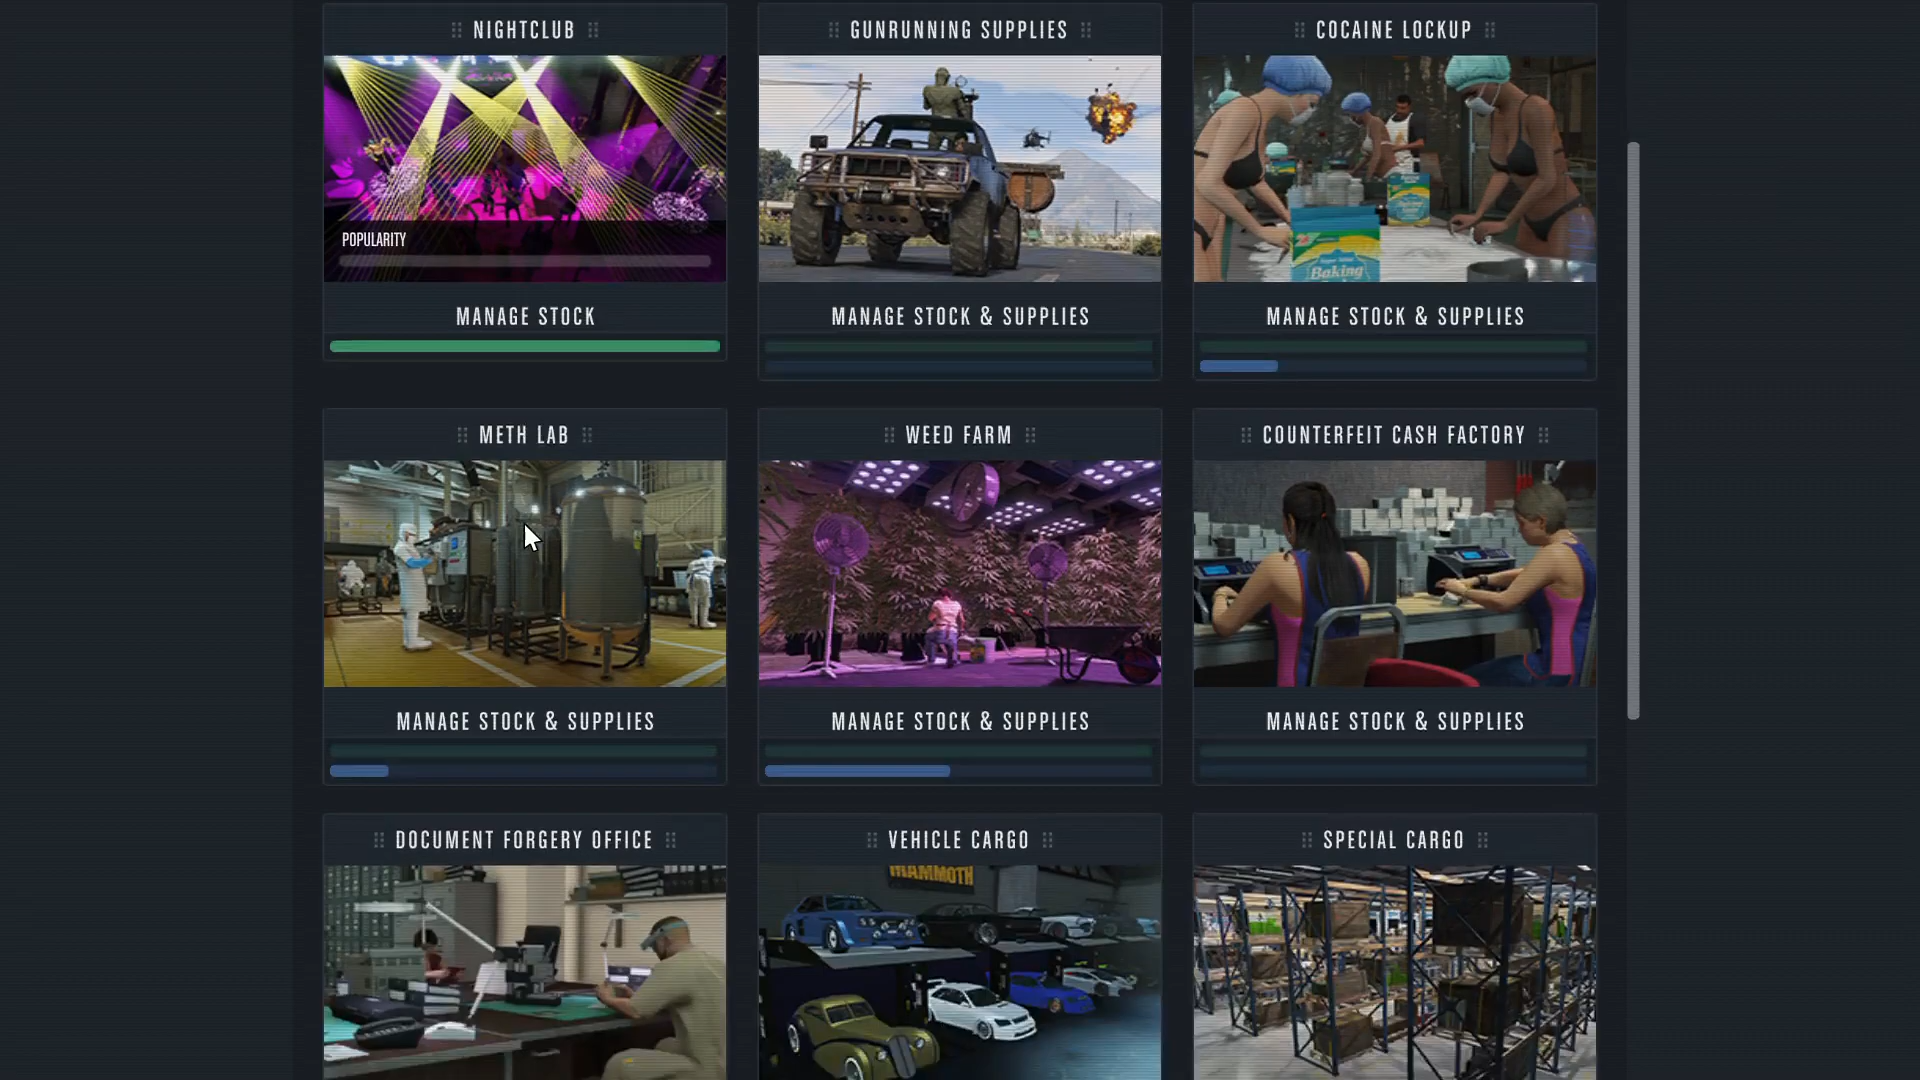 NIGHTCLUB
GUNRUNNING SUPPLIES
COCAINE LOCKUP
POPULARITY
Baking
MANAGE STOCK
MANAGE STOCK & SUPPLIES
MANAGE STOCK & SUPPLIES
METH LAB
WEED FARM
COUNTERFEIT CASH FACTORY
MANAGE STOCK & SUPPLIES
MANAGE STOCK & SUPPLIES
MANAGE STOCK & SUPPLIES
DOCUMENT FORGERY OFFICE
VEHICLE CARGO
SPECIAL CARGO
MAMMOTH